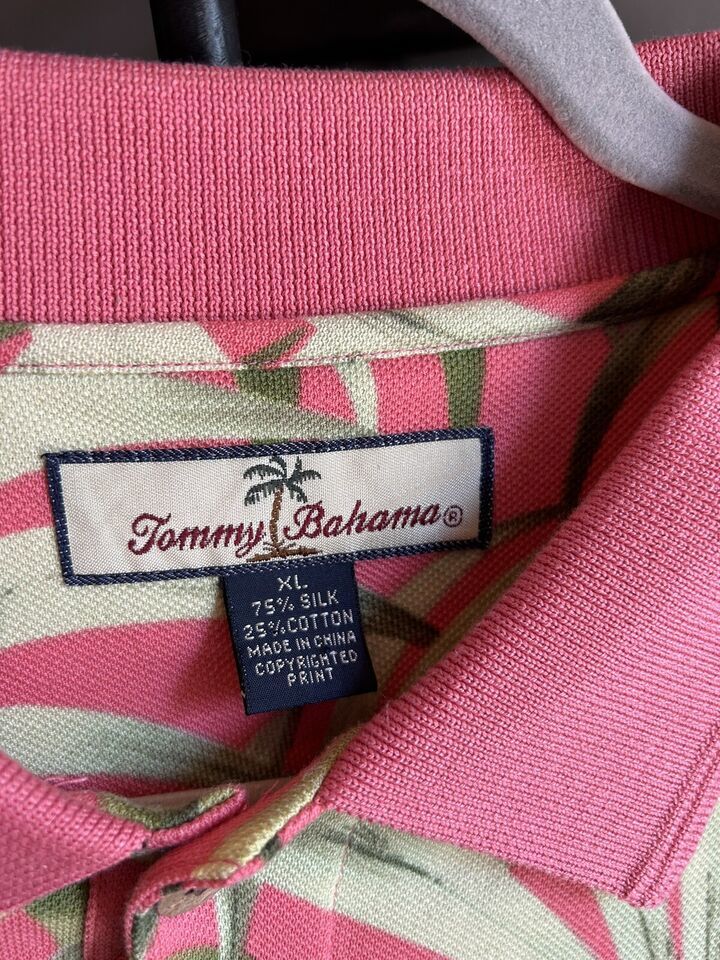 Tommy Bahama®
XL
75% SILK
25% COTTON
MADE IN CHINA
COPYRIGHTED
PRINT